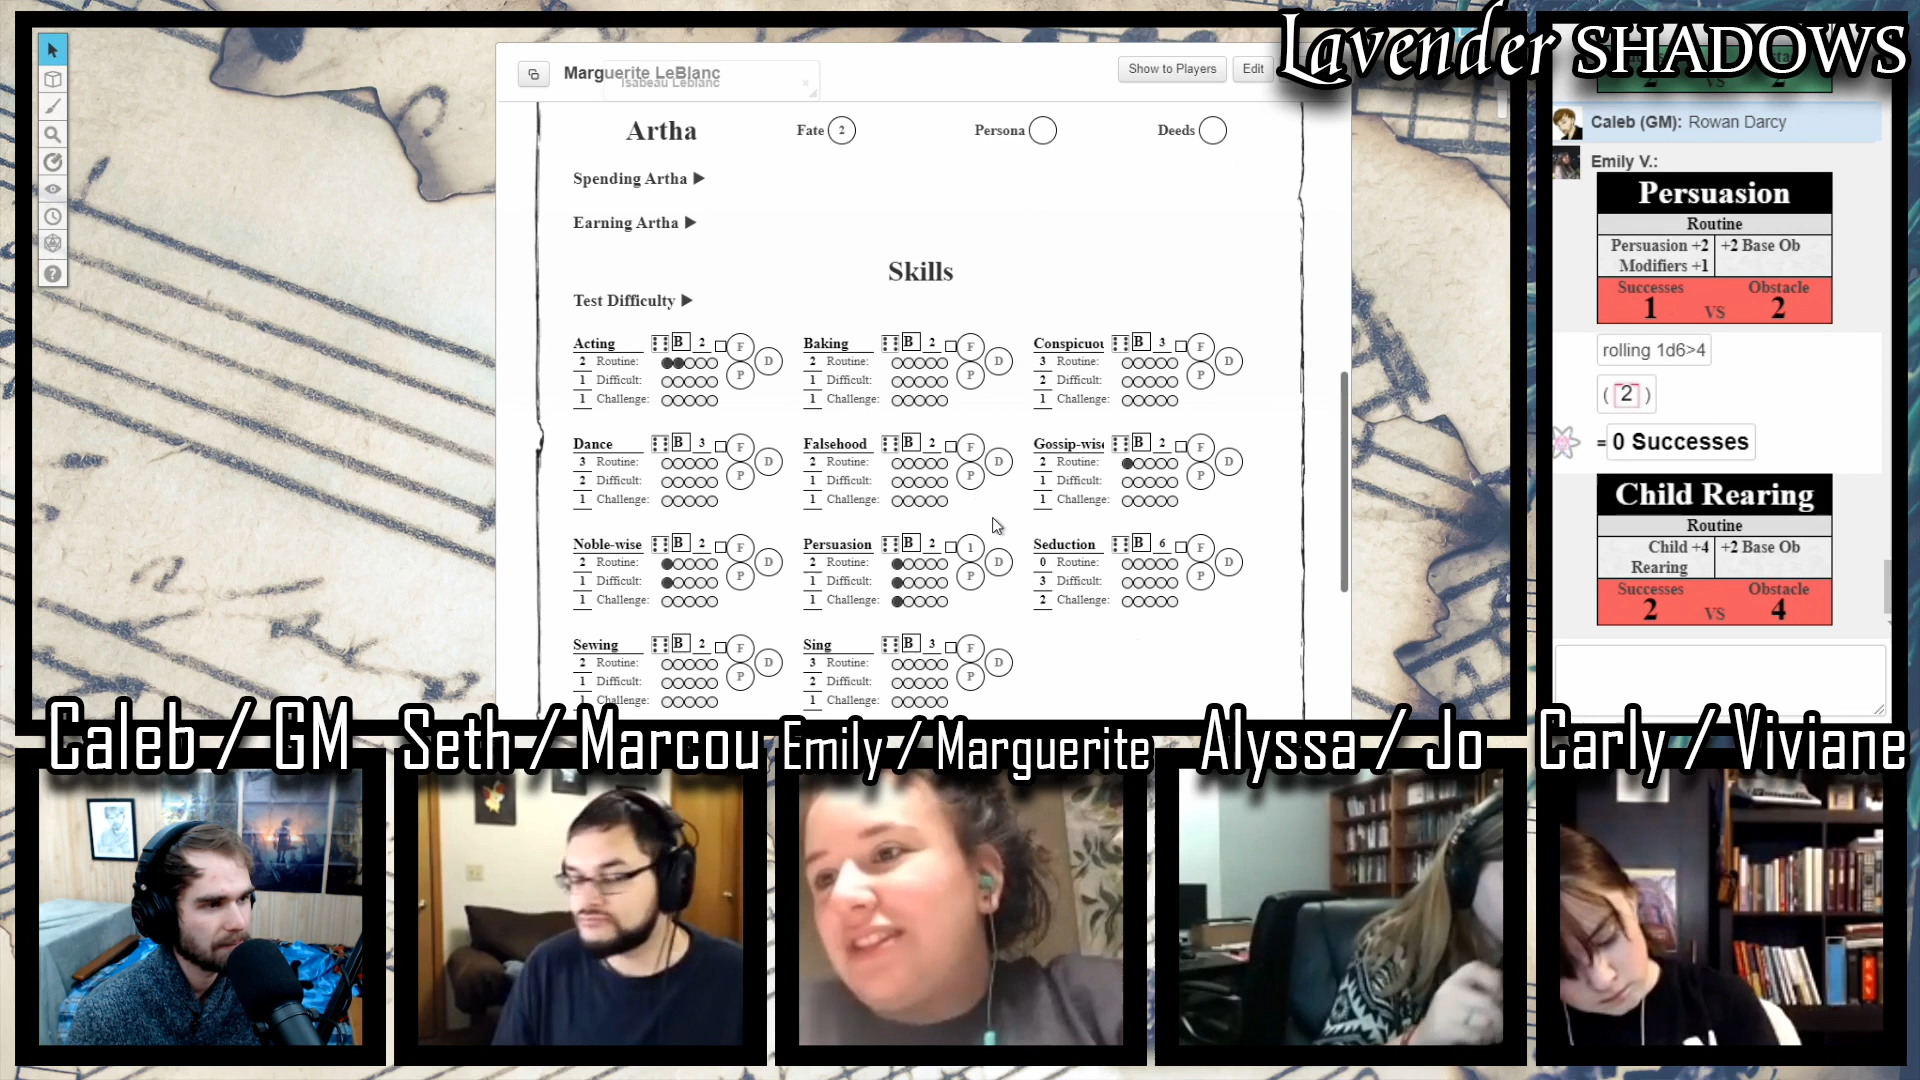 Lavender SHADOWS
Marguerite LeBlanc
Isabeau Leblanc
Show to Players
Edit
Artha
Fate 2
Persona
Deeds
Spending Artha
Earning Artha
Skills
Test Difficulty
Acting B 2 F
2 Routine: D
1 Difficult: P
1 Challenge:
Baking B 2 F
2 Routine: D
1 Difficult: P
1 Challenge:
Conspicuou B 3 F
3 Routine: D
2 Difficult: P
1 Challenge:
Dance B 3 F
3 Routine: D
2 Difficult: P
1 Challenge:
Falsehood B 2 F
2 Routine: D
1 Difficult: P
1 Challenge:
Gossip-wise B 2 F
2 Routine: D
1 Difficult: P
1 Challenge:
Noble-wise B 2 F
2 Routine: D
1 Difficult: P
1 Challenge:
Persuasion B 2 1
2 Routine: D
1 Difficult: P
1 Challenge:
Seduction B 6 F
0 Routine: D
3 Difficult: P
2 Challenge:
Sewing B 2 F
2 Routine: D
1 Difficult: P
1 Challenge:
Sing B 3 F
3 Routine: D
2 Difficult: P
1 Challenge:
2 VS 2
Caleb (GM): Rowan Darcy
Emily V.:
Persuasion
Routine
Persuasion +2 +2 Base Ob
Modifiers +1
Successes Obstacle
1 VS 2
rolling 1d6>4
( 2 )
= 0 Successes
Child Rearing
Routine
Child +4 +2 Base Ob
Rearing
Successes Obstacle
2 VS 4
Caleb / GM
Seth / Marcou
Emily / Marguerite
Alyssa / Jo
Carly / Viviane